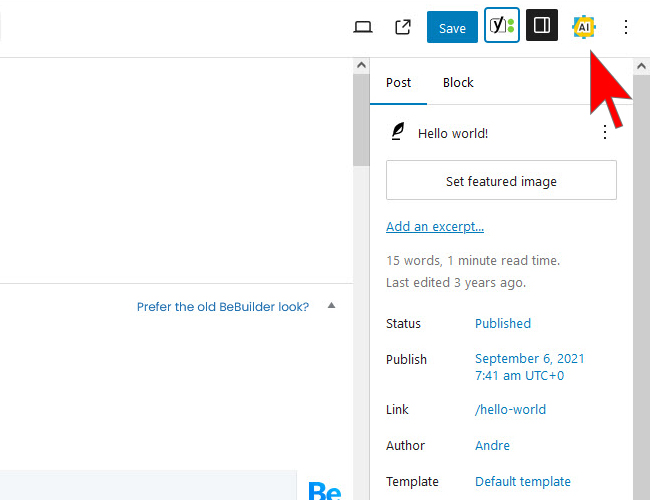 Save
AI
Post Block
Hello world!
Set featured image
Add an excerpt...
15 words, 1 minute read time.
Last edited 3 years ago.
Prefer the old BeBuilder look?
Status Published
Publish September 6, 2021
7:41 am UTC+0
Link /hello-world
Author Andre
Template Default template
Be